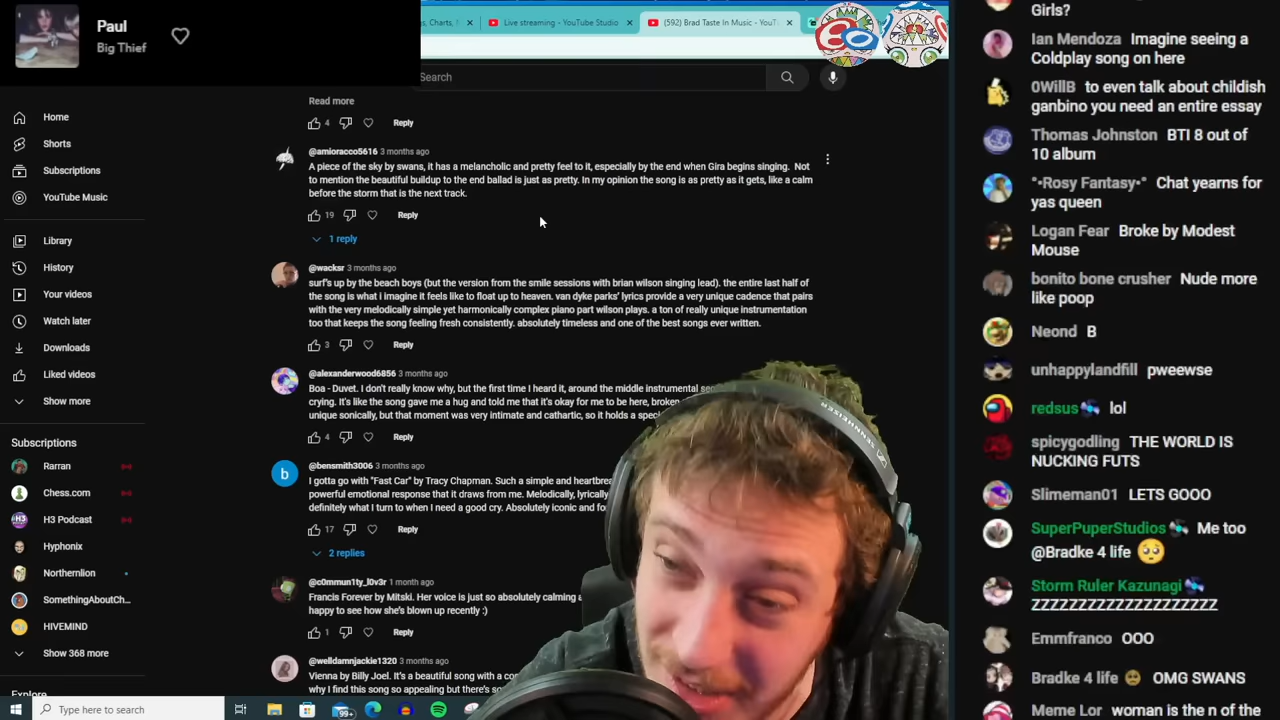 Paul
Big Thief
s, Charts,
Live streaming - YouTube Studio
(592) Brad Taste In Music - YouT
Search
Home
Shorts
Subscriptions
YouTube Music
Library
History
Your videos
Watch later
Downloads
Liked videos
Show more
Subscriptions
Rarran
Chess.com
H3 Podcast
Hyphonix
Northernlion
SomethingAboutCh...
HIVEMIND
Show 368 more
Explore
Type here to search
99+
Read more
4 Reply
@amioracco5616 3 months ago
A piece of the sky by swans, it has a melancholic and pretty feel to it, especially by the end when Gira begins singing. Not
to mention the beautiful buildup to the end ballad is just as pretty. In my opinion the song is as pretty as it gets, like a calm
before the storm that is the next track.
19 Reply
1 reply
@wacksr 3 months ago
surf's up by the beach boys (but the version from the smile sessions with brian wilson singing lead). the entire last half of
the song is what i imagine it feels like to float up to heaven. van dyke parks' lyrics provide a very unique cadence that pairs
with the very melodically simple yet harmonically complex piano part wilson plays. a ton of really unique instrumentation
too that keeps the song feeling fresh consistently. absolutely timeless and one of the best songs ever written.
3 Reply
@alexanderwood6856 3 months ago
Boa - Duvet. I don't really know why, but the first time I heard it, around the middle instrumental
crying. It's like the song gave me a hug and told me that it's okay for me to be here, broken
unique sonically, but that moment was very intimate and cathartic, so it holds a
4 Reply
b
@bensmith3006 3 months ago
I gotta go with "Fast Car" by Tracy Chapman. Such a simple and
powerful emotional response that it draws from me. Melodically, lyrically
definitely what I turn to when I need a good cry. Absolutely iconic and
17 Reply
2 replies
@c0mmun1ty_l0v3r 1 month ago
Francis Forever by Mitski. Her voice is just so absolutely calming
happy to see how she's blown up recently :)
1 Reply
@welldamnjackie1320 3 months ago
Vienna by Billy Joel. It's a beautiful song with a
why I find this song so appealing but there's
SENNHEISER
Girls?
Ian Mendoza Imagine seeing a
Coldplay song on here
0WillB to even talk about childish
ganbino you need an entire essay
Thomas Johnston BTI 8 out of
10 album
°•Rosy Fantasy•° Chat yearns for
yas queen
Logan Fear Broke by Modest
Mouse
bonito bone crusher Nude more
like poop
Neond B
unhappylandfill pweewse
redsus lol
spicygodling THE WORLD IS
NUCKING FUTS
Slimeman01 LETS GOOO
SuperPuperStudios Me too
@Bradke 4 life 🥺
Storm Ruler Kazunagi
ZZZZZZZZZZZZZZZZZZZZ
Emmfranco OOO
Bradke 4 life 🥺 OMG SWANS
Meme Lor woman is the n of the